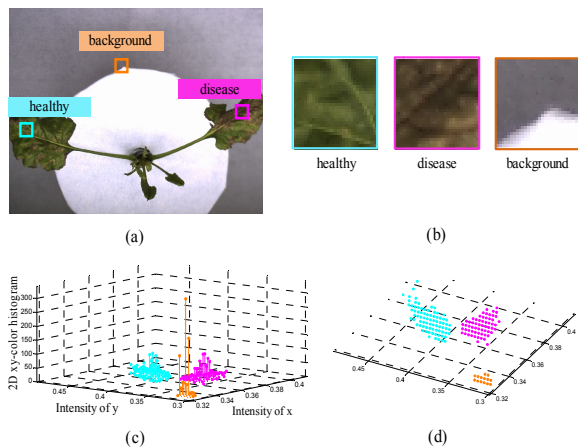 background
disease
healthy
(a)
healthy
disease
background
(b)
2D xy-color histogram
300
250
200
150
100
50
0
0.45
0.4
0.35
0.3
Intensity of y
0.32
0.34
0.36
0.38
0.4
Intensity of x
(c)
0.45
0.4
0.35
0.3
0.32
0.34
0.36
0.38
0.4
(d)